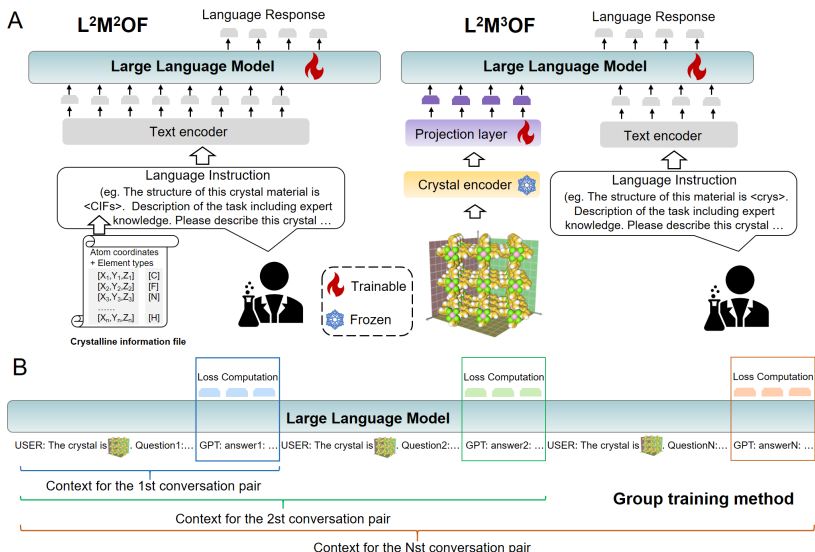 A
L²M²OF
Language Response
Large Language Model
Text encoder
Language Instruction
(eg. The structure of this crystal material is
<CIFs>. Description of the task including expert
knowledge. Please describe this crystal …
Atom coordinates
+ Element types
[X₁,Y₁,Z₁] [C]
[X₂,Y₂,Z₂] [F]
[X₃,Y₃,Z₃] [N]
......
[Xₙ,Yₙ,Zₙ] [H]
Crystalline information file
Trainable
Frozen
L²M³OF
Language Response
Large Language Model
Projection layer
Crystal encoder
Text encoder
Language Instruction
(eg. The structure of this material is <crys>.
Description of the task including expert
knowledge. Please describe this crystal …
B
Loss Computation
Loss Computation
Loss Computation
Large Language Model
USER: The crystal is . Question1:… GPT: answer1: … USER: The crystal is . Question2:… GPT: answer2: … USER: The crystal is . QuestionN:… GPT: answerN: …
Context for the 1st conversation pair
Context for the 2st conversation pair
Group training method
Context for the Nst conversation pair